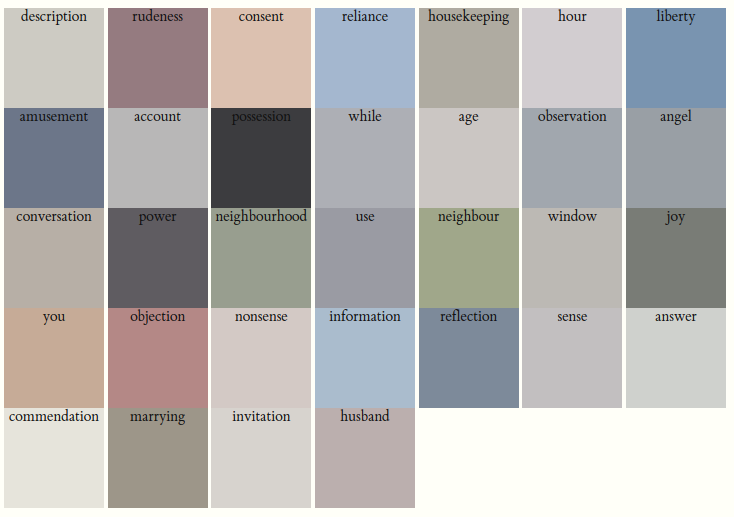 description rudeness consent reliance housekeeping hour liberty
amusement account possession while age observation angel
conversation power neighbourhood use neighbour window joy
you objection nonsense information reflection sense answer
commendation marrying invitation husband